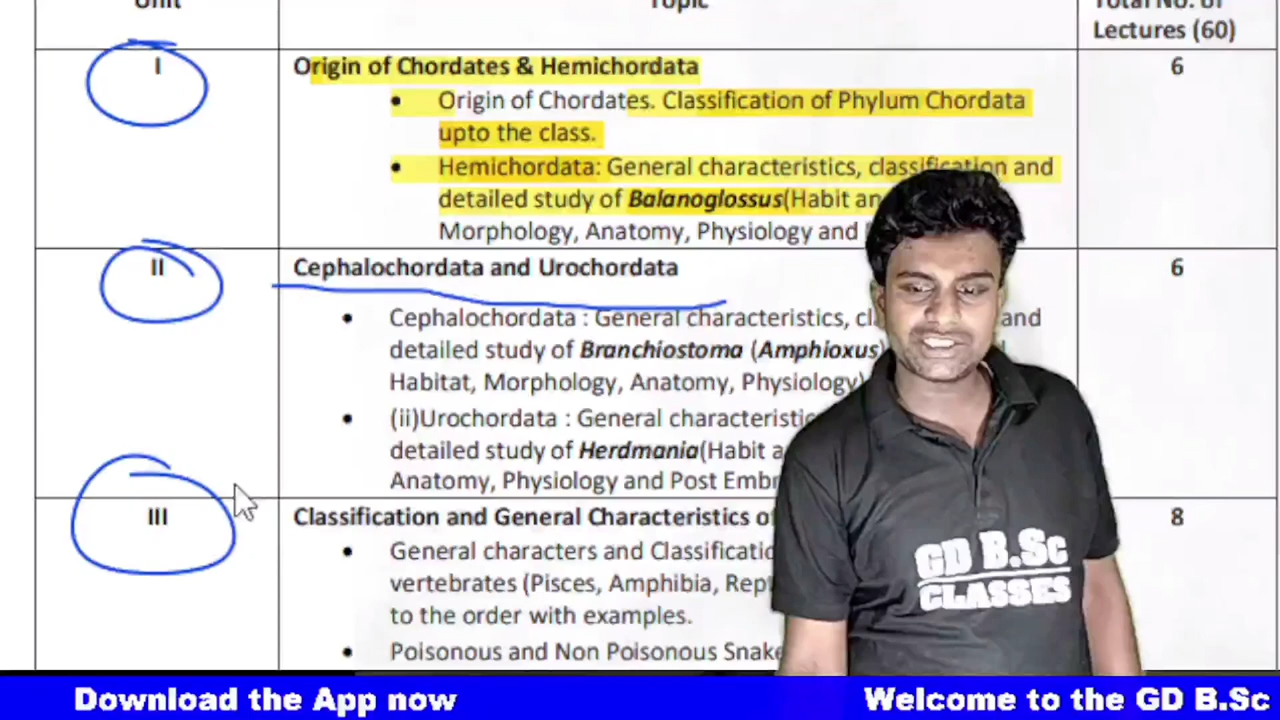 Unit Topic Total No. of
Lectures (60)
I Origin of Chordates & Hemichordata 6
• Origin of Chordates. Classification of Phylum Chordata
upto the class.
• Hemichordata: General characteristics, classification and
detailed study of Balanoglossus(Habit an
Morphology, Anatomy, Physiology and
II Cephalochordata and Urochordata 6
• Cephalochordata : General characteristics, cl and
detailed study of Branchiostoma (Amphioxus)
Habitat, Morphology, Anatomy, Physiology)
• (ii)Urochordata : General characteristic
detailed study of Herdmania(Habit a
Anatomy, Physiology and Post Embr
III Classification and General Characteristics o 8
• General characters and Classificatio
vertebrates (Pisces, Amphibia, Rept
to the order with examples.
• Poisonous and Non Poisonous Snake
GD B.Sc
CLASSES
Download the App now Welcome to the GD B.Sc